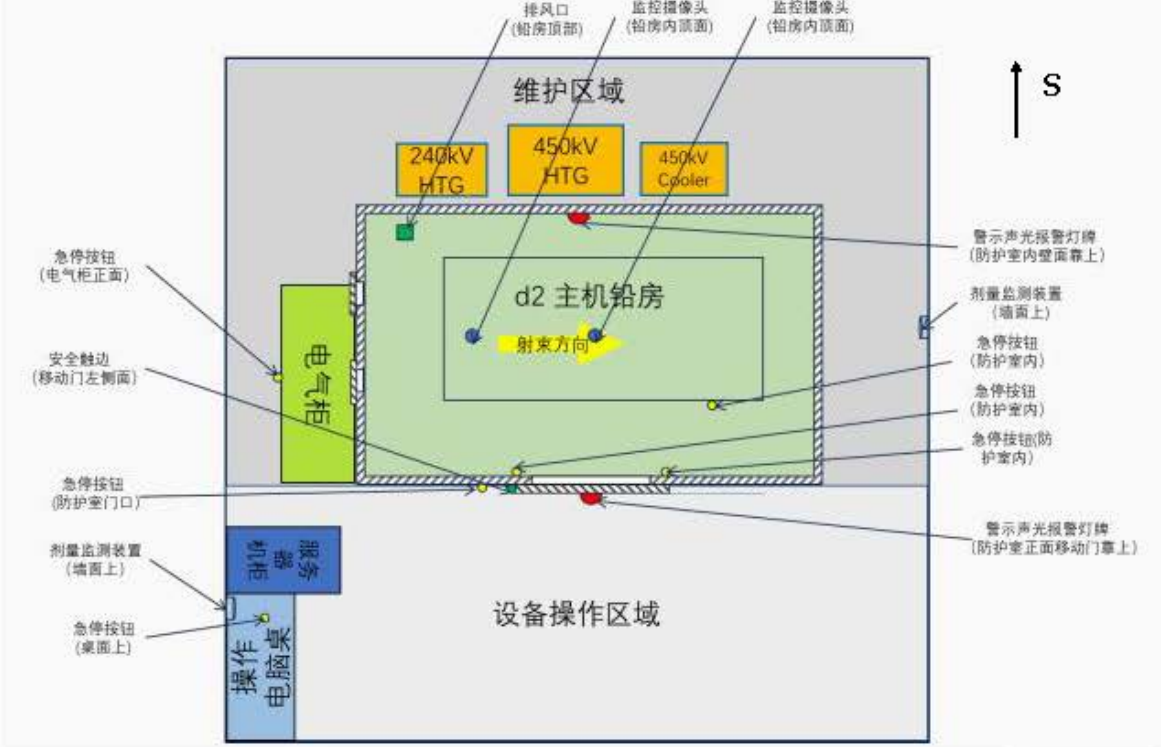 排风口
(铅房顶部)
监控摄像头
(铅房内顶面)
监控摄像头
(铅房内顶面)
S
维护区域
240kV
HTG
450kV
HTG
450kV
Cooler
警示声光报警灯牌
(防护室内壁面靠上)
急停按钮
(电气柜正面)
d2 主机铅房
剂量监测装置
(墙面上)
射束方向
急停按钮
(防护室内)
安全触边
(移动门左侧面)
电气柜
急停按钮
(防护室内)
急停按钮(防
护室内)
急停按钮
(防护室门口)
警示声光报警灯牌
(防护室正面移动门靠上)
剂量监测装置
(墙面上)
服务器
机柜
设备操作区域
急停按钮
(桌面上)
操作
电脑桌